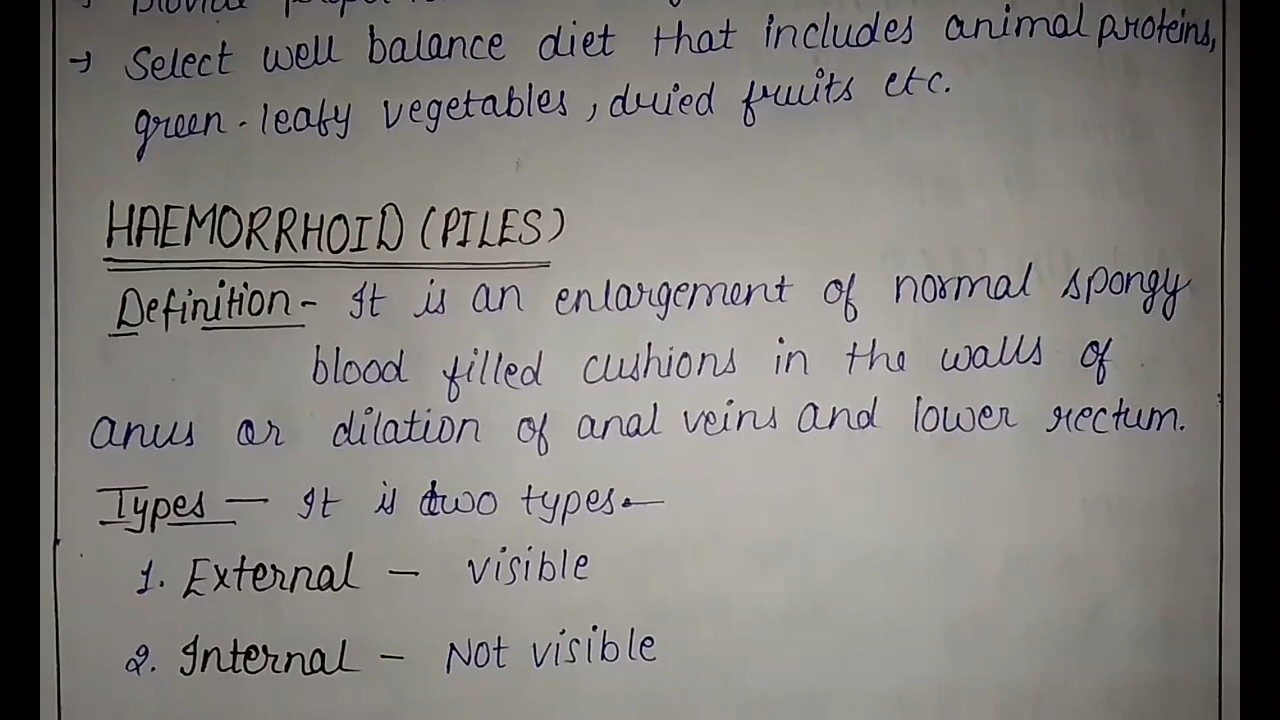 → Select well balance diet that includes animal proteins,
green-leafy vegetables, dried fruits etc.
HAEMORRHOID (PILES)
Definition - It is an enlargement of normal spongy
blood filled cushions in the walls of
anus or dilation of anal veins and lower rectum.
Types — It is two types.—
1. External — visible
2. Internal — Not visible